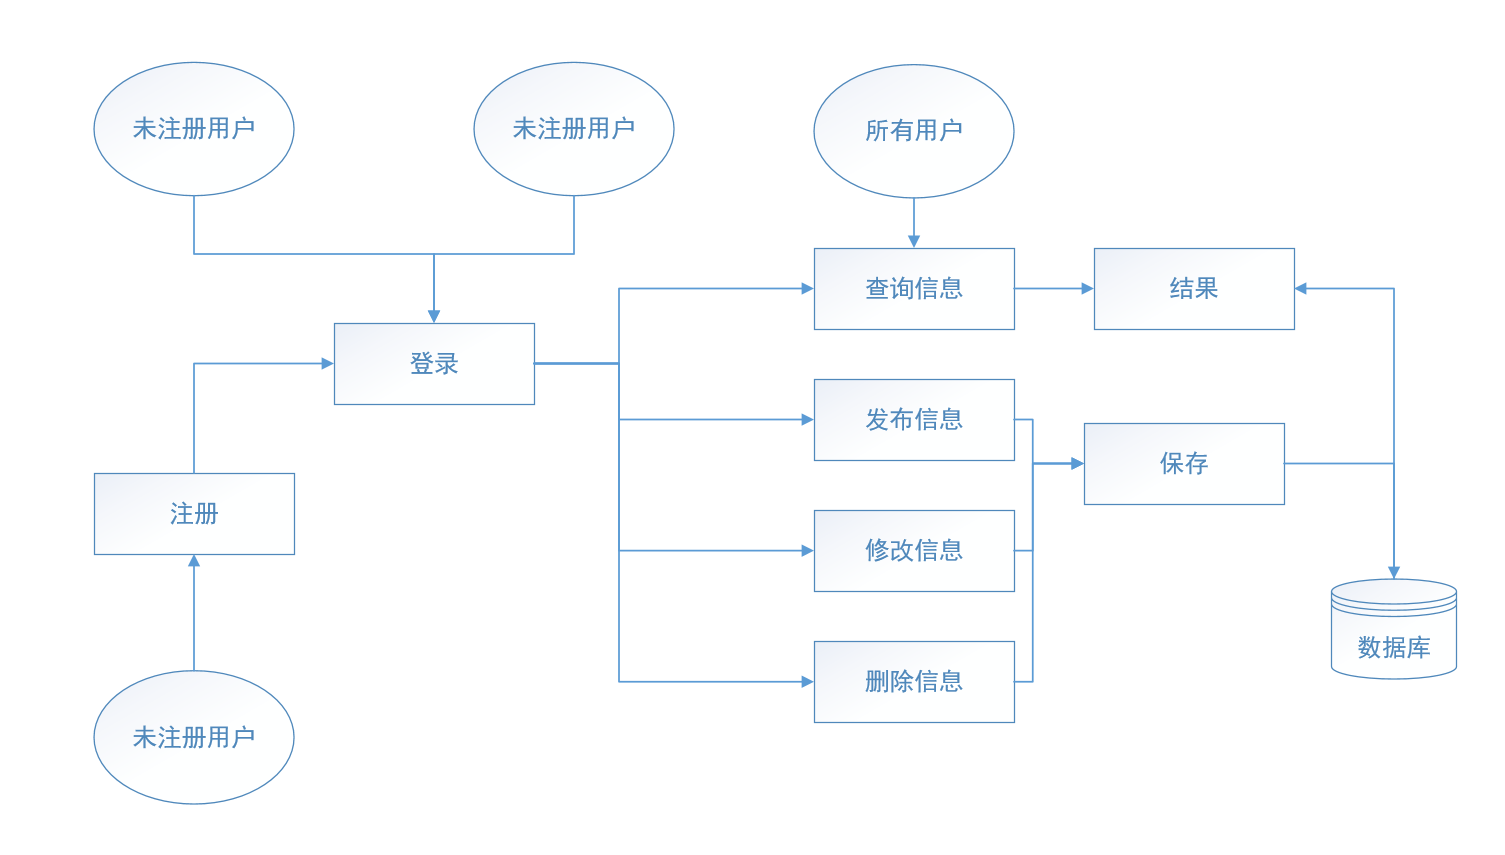 未注册用户
未注册用户
所有用户
查询信息
结果
登录
发布信息
保存
注册
修改信息
数据库
删除信息
未注册用户